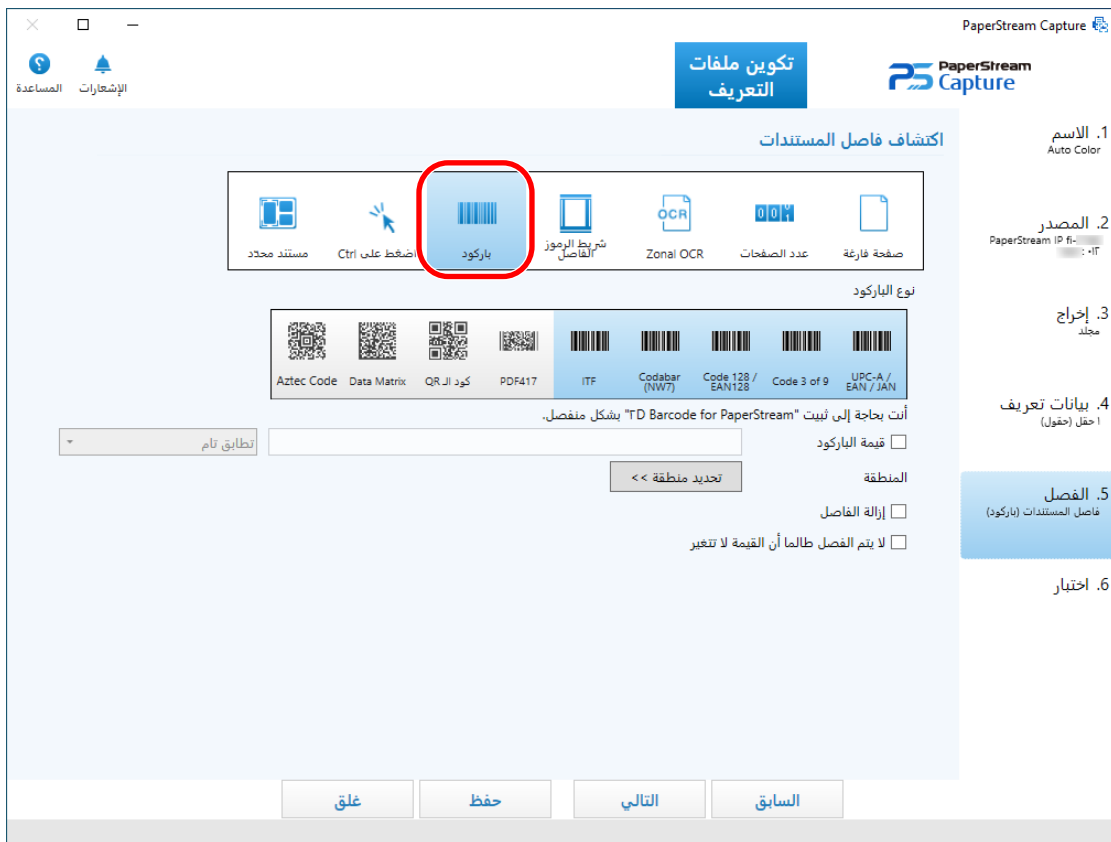 PaperStream Capture
PaperStream
Capture
تكوين ملفات
التعريف
الإشعارات
المساعدة
1. الاسم
Auto Color
2. المصدر
PaperStream IP fi-
3. إخراج
مجلد
4. بيانات تعريف
١ حقل (حقول)
5. الفصل
فاصل المستندات (باركود)
6. اختبار
اكتشاف فاصل المستندات
صفحة فارغة
عدد الصفحات
OCR
Zonal OCR
شريط الرموز
الفاصل
باركود
اضغط على Ctrl
مستند محدّد
نوع الباركود
UPC-A /
EAN / JAN
Code 3 of 9
Code 128 /
EAN128
Codabar
(NW7)
ITF
PDF417
كود الـ QR
Data Matrix
Aztec Code
أنت بحاجة إلى ثبيت "٢D Barcode for PaperStream" بشكل منفصل.
قيمة الباركود
تطابق تام
المنطقة
تحديد منطقة >>
إزالة الفاصل
لا يتم الفصل طالما أن القيمة لا تتغير
السابق
التالي
حفظ
غلق